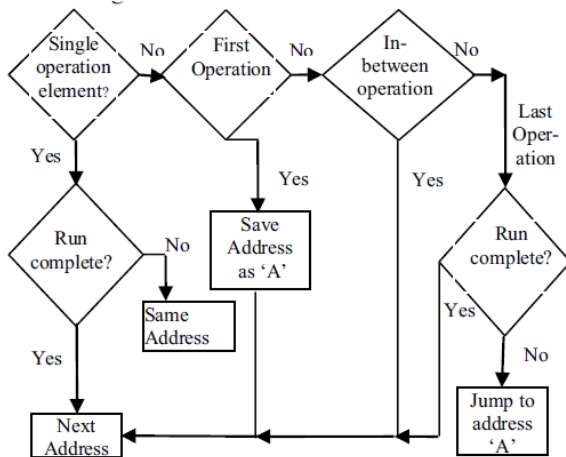 Single
operation
element?
No
First
Operation
No
In-
between
operation
No
Last
Oper-
ation
Yes
Yes
Yes
Run
complete?
No
Save
Address
as ‘A’
Run
complete?
Same
Address
Yes
Yes
No
Next
Address
Jump to
address
‘A’